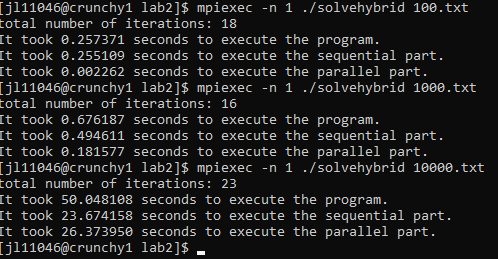 [jl11046@crunchy1 lab2]$ mpiexec -n 1 ./solvehybrid 100.txt
total number of iterations: 18
It took 0.257371 seconds to execute the program.
It took 0.255109 seconds to execute the sequential part.
It took 0.002262 seconds to execute the parallel part.
[jl11046@crunchy1 lab2]$ mpiexec -n 1 ./solvehybrid 1000.txt
total number of iterations: 16
It took 0.676187 seconds to execute the program.
It took 0.494611 seconds to execute the sequential part.
It took 0.181577 seconds to execute the parallel part.
[jl11046@crunchy1 lab2]$ mpiexec -n 1 ./solvehybrid 10000.txt
total number of iterations: 23
It took 50.048108 seconds to execute the program.
It took 23.674158 seconds to execute the sequential part.
It took 26.373950 seconds to execute the parallel part.
[jl11046@crunchy1 lab2]$